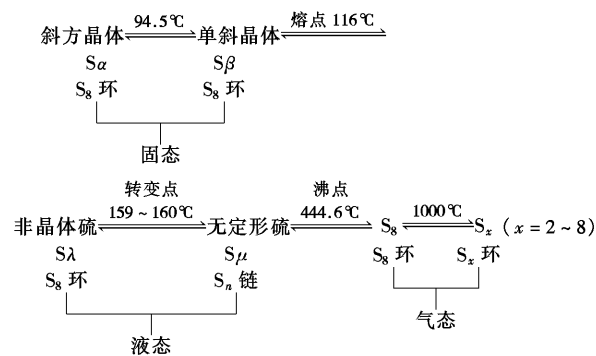 94.5℃ 熔点 116℃
斜方晶体 ⇌ 单斜晶体 ⇌
Sα Sβ
S₈ 环 S₈ 环
固态
转变点 沸点
159 ~ 160℃ 444.6℃ 1000℃
非晶体硫 ⇌ 无定形硫 ⇌ S₈ ⇌ Sₓ (x = 2 ~ 8)
Sλ Sμ S₈ 环 Sₓ 环
S₈ 环 Sₙ 链
气态
液态